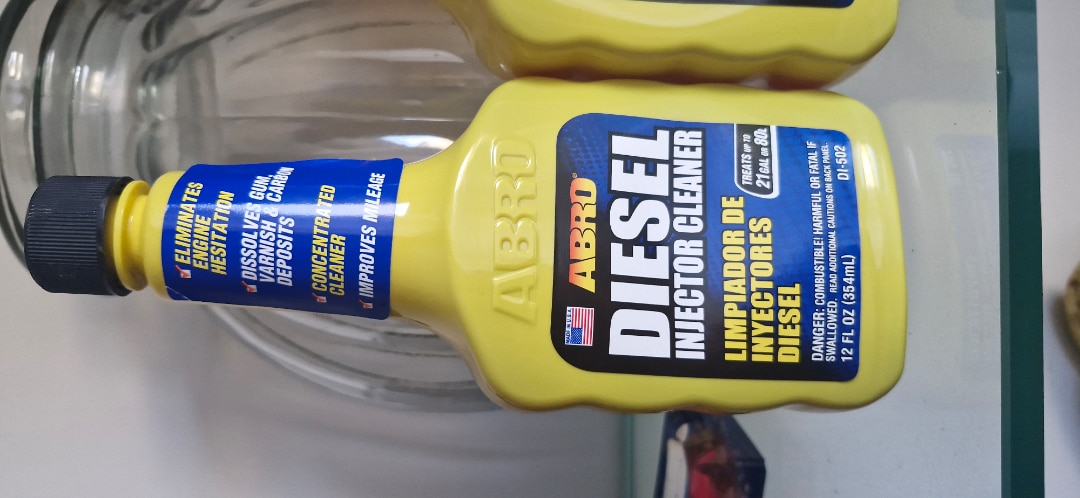 ✓ELIMINATES
ENGINE
HESITATION
✓DISSOLVES GUM,
VARNISH & CARBON
DEPOSITS
✓CONCENTRATED
CLEANER
✓IMPROVES MILEAGE
ABRO
ABRO®
DIESEL
INJECTOR CLEANER
TREATS UP TO
21 GAL OR 80L
LIMPIADOR DE
INYECTORES
DIESEL
DANGER: COMBUSTIBLE! HARMFUL OR FATAL IF
SWALLOWED. READ ADDITIONAL CAUTIONS ON BACK PANEL.
12 FL OZ (354mL)
DI-502